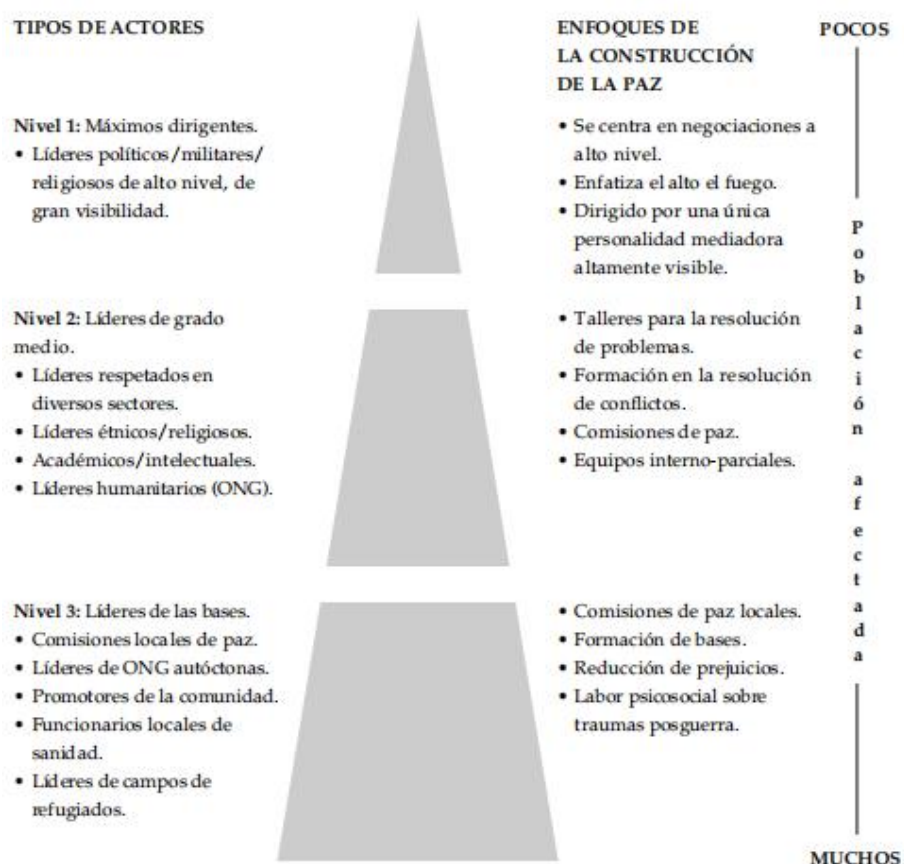 TIPOS DE ACTORES
Nivel 1: Máximos dirigentes.
• Líderes políticos/militares/
religiosos de alto nivel, de
gran visibilidad.
Nivel 2: Líderes de grado
medio.
• Líderes respetados en
diversos sectores.
• Líderes étnicos/religiosos.
• Académicos/intelectuales.
• Líderes humanitarios (ONG).
Nivel 3: Líderes de las bases.
• Comisiones locales de paz.
• Líderes de ONG autóctonas.
• Promotores de la comunidad.
• Funcionarios locales de
sanidad.
• Líderes de campos de
refugiados.
ENFOQUES DE
LA CONSTRUCCIÓN
DE LA PAZ
• Se centra en negociaciones a
alto nivel.
• Enfatiza el alto el fuego.
• Dirigido por una única
personalidad mediadora
altamente visible.
• Talleres para la resolución
de problemas.
• Formación en la resolución
de conflictos.
• Comisiones de paz.
• Equipos interno-parciales.
• Comisiones de paz locales.
• Formación de bases.
• Reducción de prejuicios.
• Labor psicosocial sobre
traumas posguerra.
POCOS
Población afectada
MUCHOS